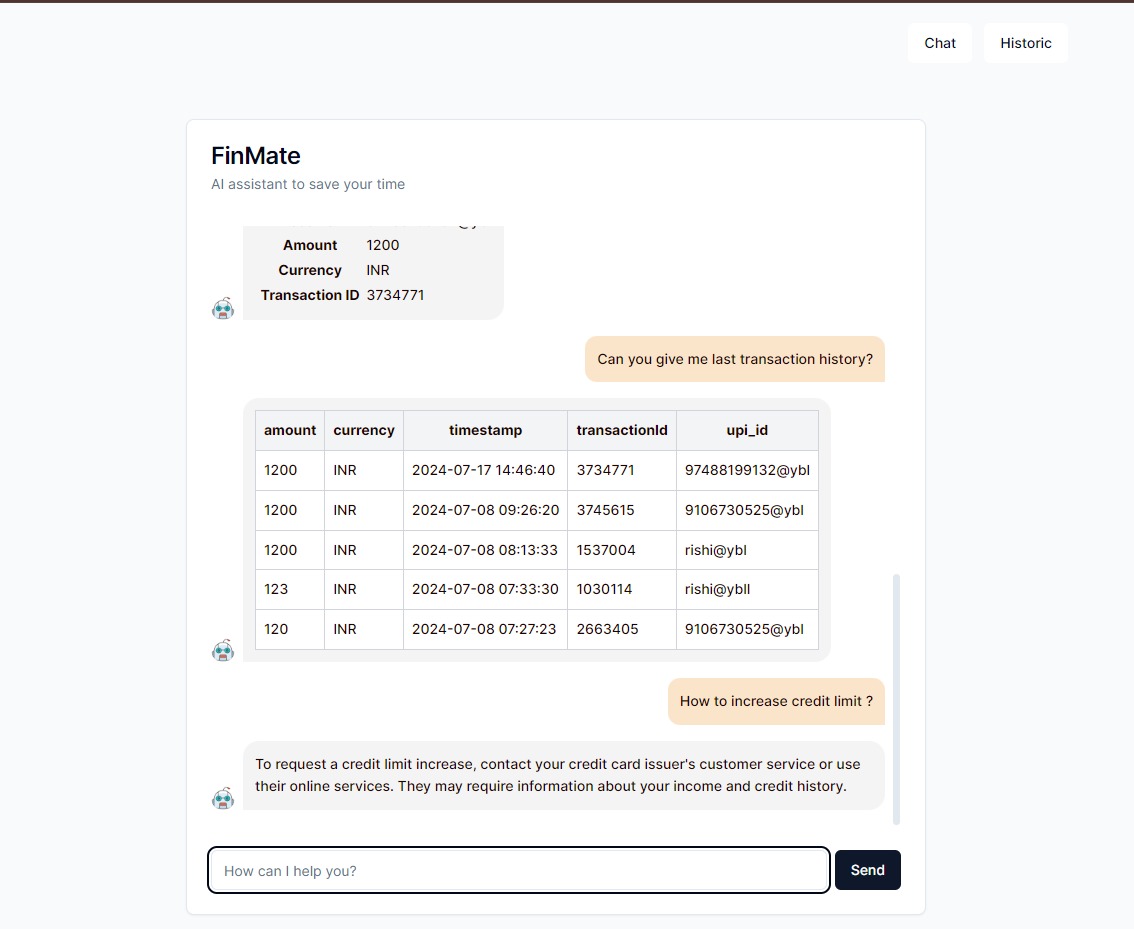 Chat Historic
FinMate
AI assistant to save your time
Amount 1200
Currency INR
Transaction ID 3734771
Can you give me last transaction history?
amount currency timestamp transactionId upi_id
1200 INR 2024-07-17 14:46:40 3734771 97488199132@ybl
1200 INR 2024-07-08 09:26:20 3745615 9106730525@ybl
1200 INR 2024-07-08 08:13:33 1537004 rishi@ybl
123 INR 2024-07-08 07:33:30 1030114 rishi@ybll
120 INR 2024-07-08 07:27:23 2663405 9106730525@ybl
How to increase credit limit ?
To request a credit limit increase, contact your credit card issuer's customer service or use
their online services. They may require information about your income and credit history.
How can I help you? Send